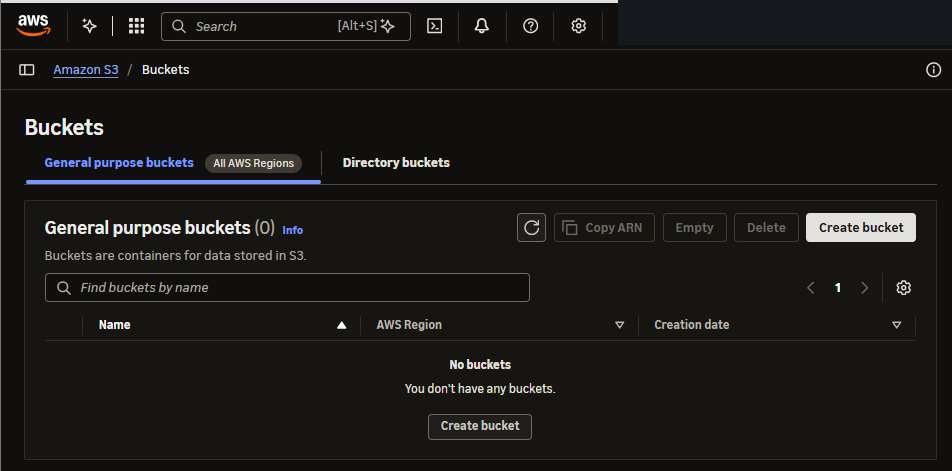 aws
Search [Alt+S]
Amazon S3 / Buckets
Buckets
General purpose buckets All AWS Regions Directory buckets
General purpose buckets (0) Info Copy ARN Empty Delete Create bucket
Buckets are containers for data stored in S3.
Find buckets by name 1
Name AWS Region Creation date
No buckets
You don't have any buckets.
Create bucket